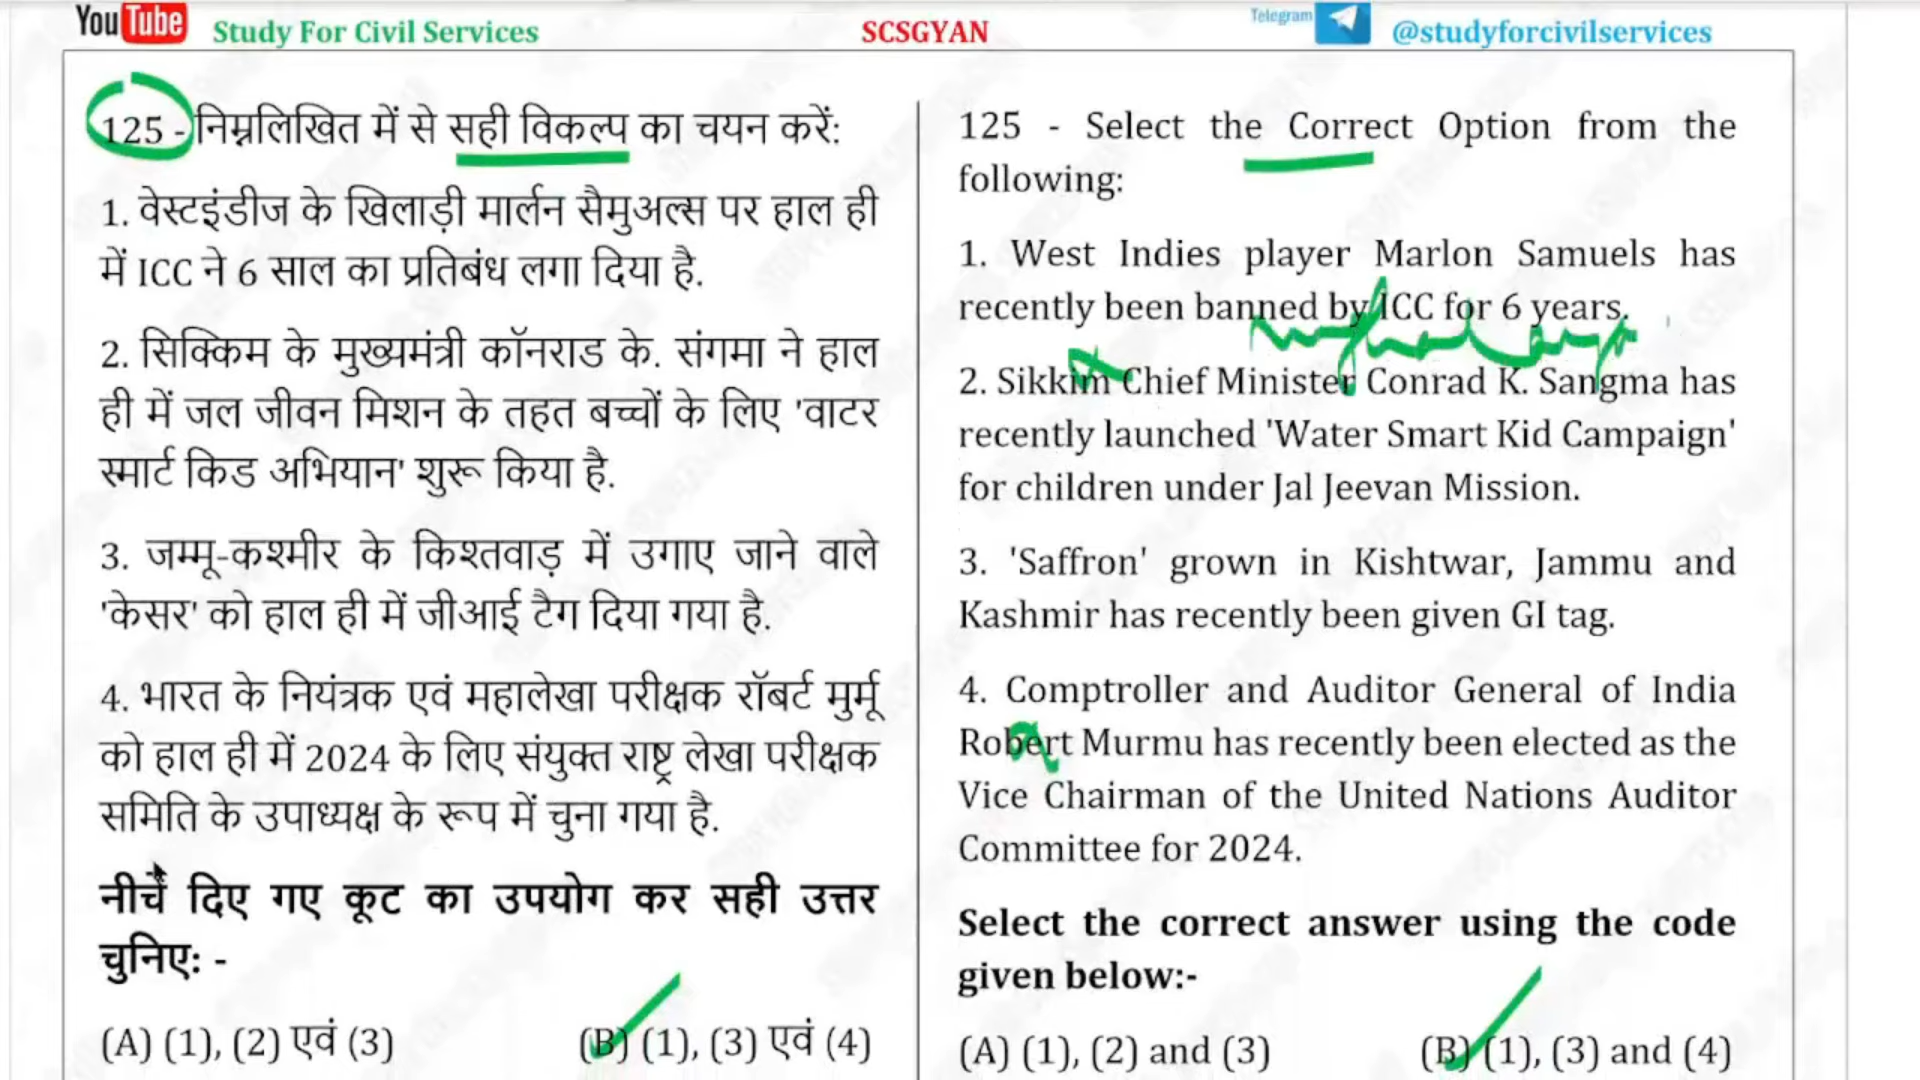 YouTube Study For Civil Services SCSGYAN Telegram @studyforcivilservices
125 - निम्नलिखित में से सही विकल्प का चयन करें:
1. वेस्टइंडीज के खिलाड़ी मार्लन सैमुअल्स पर हाल ही
में ICC ने 6 साल का प्रतिबंध लगा दिया है.
2. सिक्किम के मुख्यमंत्री कॉनराड के. संगमा ने हाल
ही में जल जीवन मिशन के तहत बच्चों के लिए 'वाटर
स्मार्ट किड अभियान' शुरू किया है.
3. जम्मू-कश्मीर के किश्तवाड़ में उगाए जाने वाले
'केसर' को हाल ही में जीआई टैग दिया गया है.
4. भारत के नियंत्रक एवं महालेखा परीक्षक रॉबर्ट मुर्मू
को हाल ही में 2024 के लिए संयुक्त राष्ट्र लेखा परीक्षक
समिति के उपाध्यक्ष के रूप में चुना गया है.
नीचे दिए गए कूट का उपयोग कर सही उत्तर
चुनिए: -
(A) (1), (2) एवं (3) (B) (1), (3) एवं (4)
125 - Select the Correct Option from the
following:
1. West Indies player Marlon Samuels has
recently been banned by ICC for 6 years.
2. Sikkim Chief Minister Conrad K. Sangma has
recently launched 'Water Smart Kid Campaign'
for children under Jal Jeevan Mission.
3. 'Saffron' grown in Kishtwar, Jammu and
Kashmir has recently been given GI tag.
4. Comptroller and Auditor General of India
Robert Murmu has recently been elected as the
Vice Chairman of the United Nations Auditor
Committee for 2024.
Select the correct answer using the code
given below:-
(A) (1), (2) and (3) (B) (1), (3) and (4)